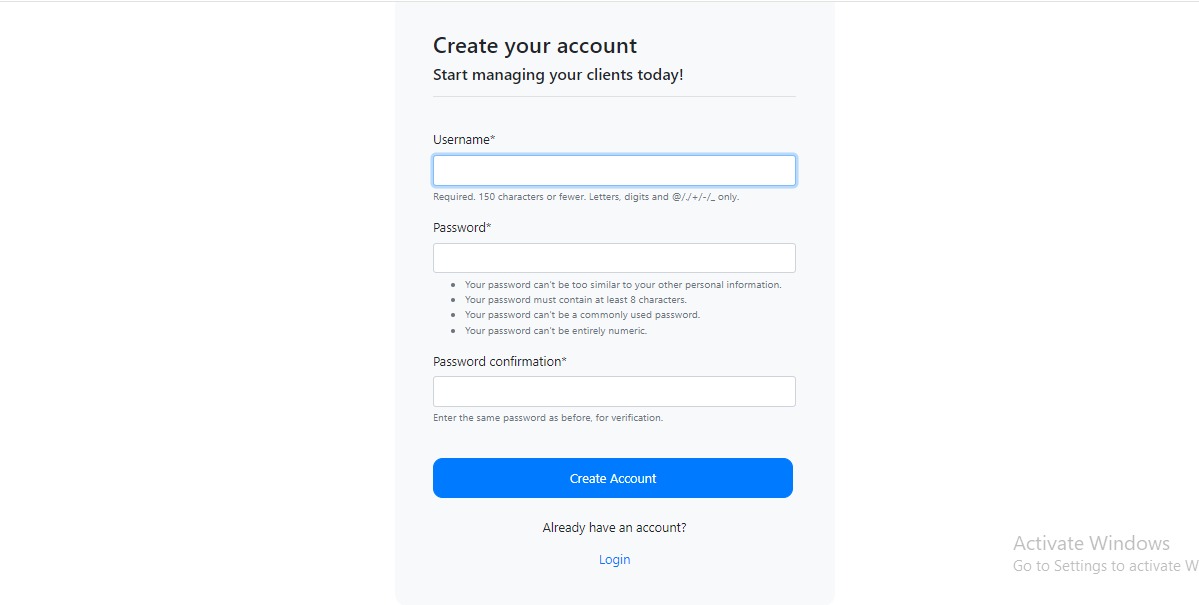 Create your account
Start managing your clients today!
Username*
Required. 150 characters or fewer. Letters, digits and @/./+/-/_ only.
Password*
• Your password can't be too similar to your other personal information.
• Your password must contain at least 8 characters.
• Your password can't be a commonly used password.
• Your password can't be entirely numeric.
Password confirmation*
Enter the same password as before, for verification.
Create Account
Already have an account?
Login
Activate Windows
Go to Settings to activate W